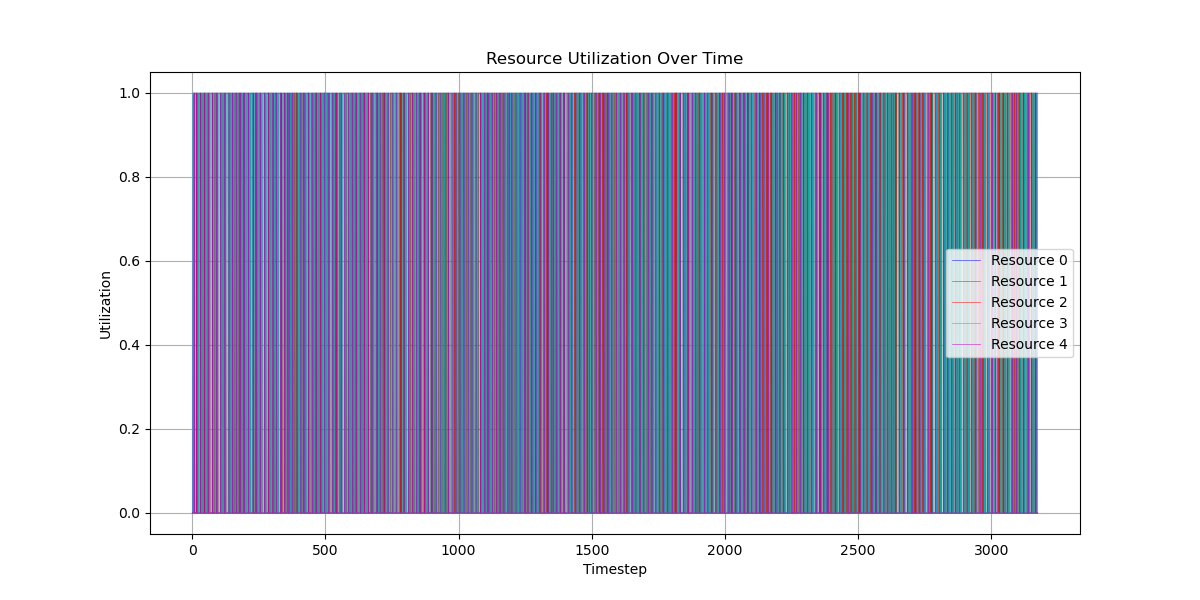 Resource Utilization Over Time
1.0
0.8
0.6
0.4
0.2
0.0
Utilization
0 500 1000 1500 2000 2500 3000
Timestep
Resource 0
Resource 1
Resource 2
Resource 3
Resource 4